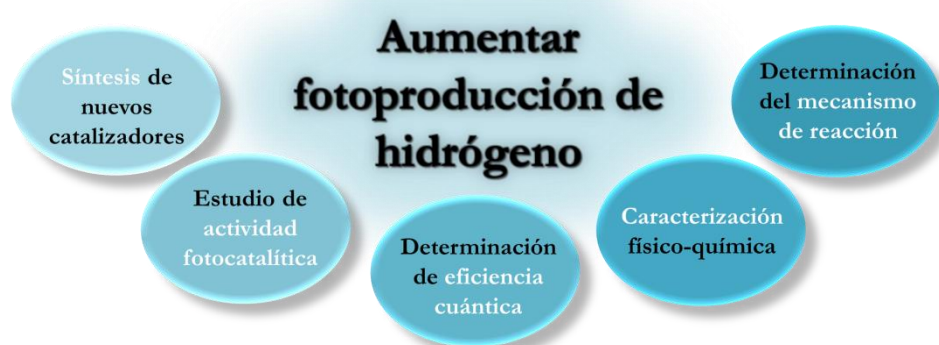 Aumentar
fotoproducción de
hidrógeno
Síntesis de
nuevos
catalizadores
Estudio de
actividad
fotocatalítica
Determinación
de eficiencia
cuántica
Caracterización
físico-química
Determinación
del mecanismo
de reacción